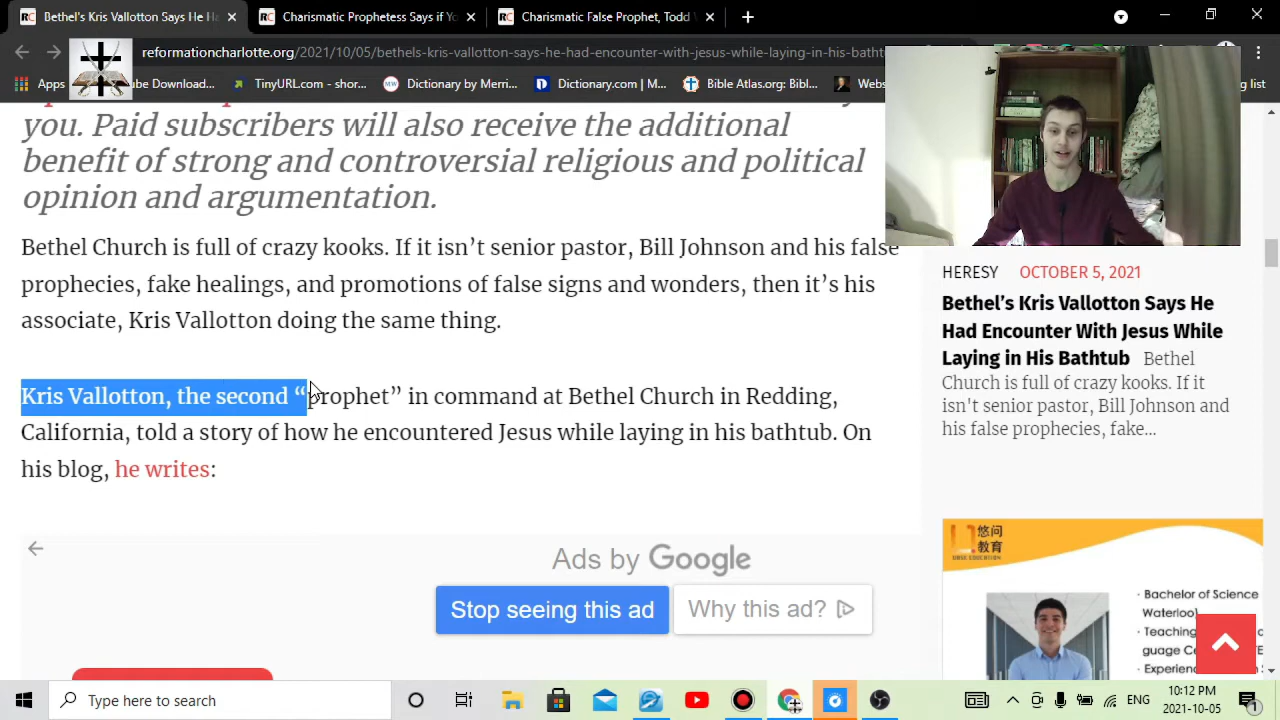 Bethel's Kris Vallotton Says He Ha
Charismatic Prophetess Says if Yo
Charismatic False Prophet, Todd
reformationcharlotte.org/2021/10/05/bethels-kris-vallotton-says-he-had-encounter-with-jesus-while-laying-in-his-batht
Apps
ube Downloa...
TinyURL.com - shor...
Dictionary by Merri...
Dictionary.com | M...
Bible Atlas.org: Bul...
Webs
ing list
you. Paid subscribers will also receive the additional
benefit of strong and controversial religious and political
opinion and argumentation.
Bethel Church is full of crazy kooks. If it isn’t senior pastor, Bill Johnson and his false
prophecies, fake healings, and promotions of false signs and wonders, then it’s his
associate, Kris Vallotton doing the same thing.
Kris Vallotton, the second “prophet” in command at Bethel Church in Redding,
California, told a story of how he encountered Jesus while laying in his bathtub. On
his blog, he writes:
Ads by Google
Stop seeing this ad
Why this ad?
HERESY OCTOBER 5, 2021
Bethel’s Kris Vallotton Says He
Had Encounter With Jesus While
Laying in His Bathtub Bethel
Church is full of crazy kooks. If it
isn't senior pastor, Bill Johnson and
his false prophecies, fake...
悠问
教育
· Bachelor of Science
Waterloo)
· Teaching
guage Ce
· Experien
Type here to search
ENG
10:12 PM
2021-10-05
1